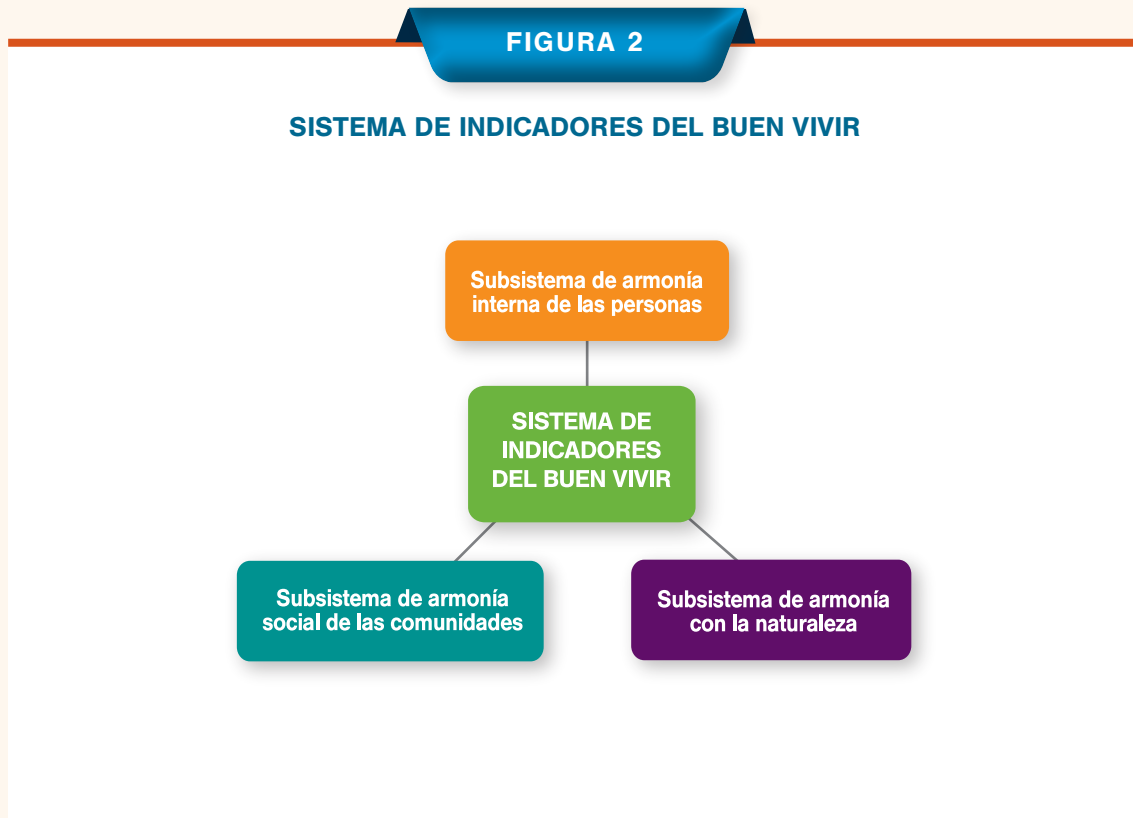 FIGURA 2
SISTEMA DE INDICADORES DEL BUEN VIVIR
Subsistema de armonía
interna de las personas
SISTEMA DE
INDICADORES
DEL BUEN VIVIR
Subsistema de armonía
social de las comunidades
Subsistema de armonía
con la naturaleza